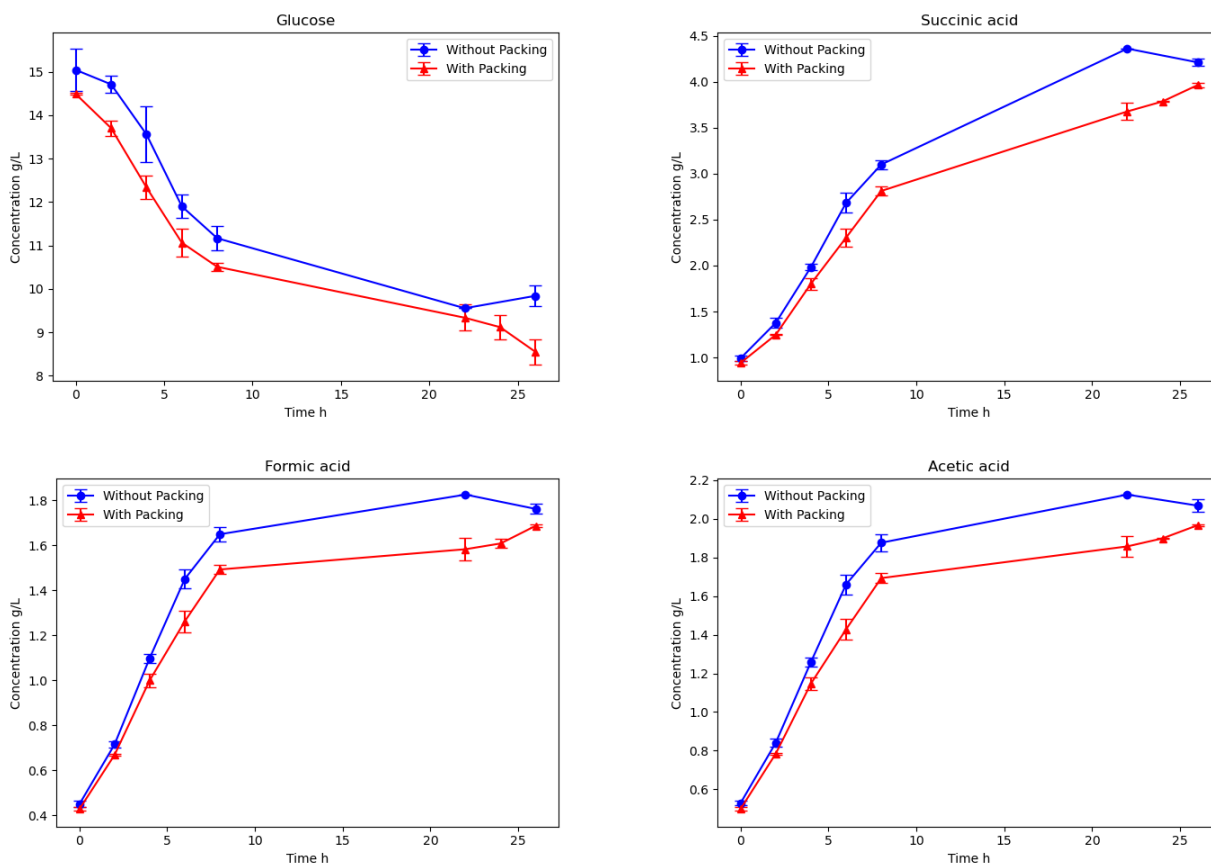 Glucose
Without Packing
With Packing
Concentration g/L
15
14
13
12
11
10
9
8
0
5
10
15
20
25
Time h
Succinic acid
Without Packing
With Packing
Concentration g/L
4.5
4.0
3.5
3.0
2.5
2.0
1.5
1.0
0
5
10
15
20
25
Time h
Formic acid
Without Packing
With Packing
Concentration g/L
1.8
1.6
1.4
1.2
1.0
0.8
0.6
0.4
0
5
10
15
20
25
Time h
Acetic acid
Without Packing
With Packing
Concentration g/L
2.2
2.0
1.8
1.6
1.4
1.2
1.0
0.8
0.6
0
5
10
15
20
25
Time h